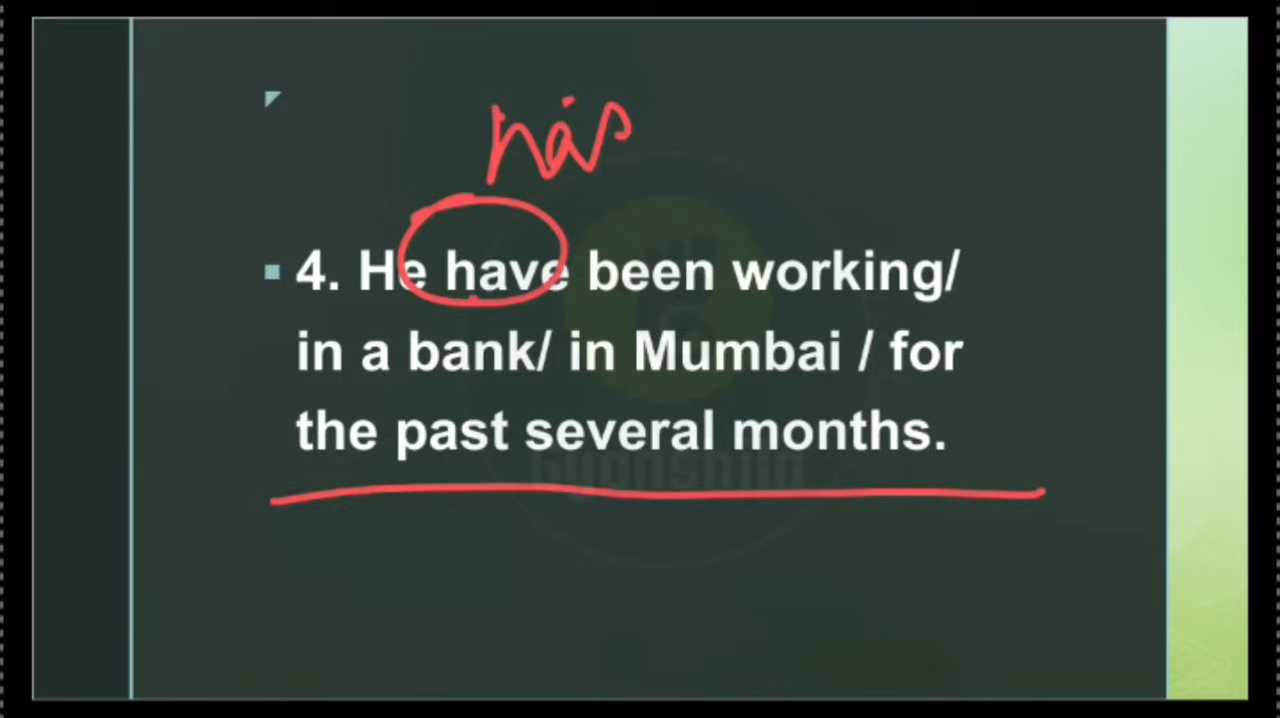 has
4. He have been working/
in a bank/ in Mumbai / for
the past several months.